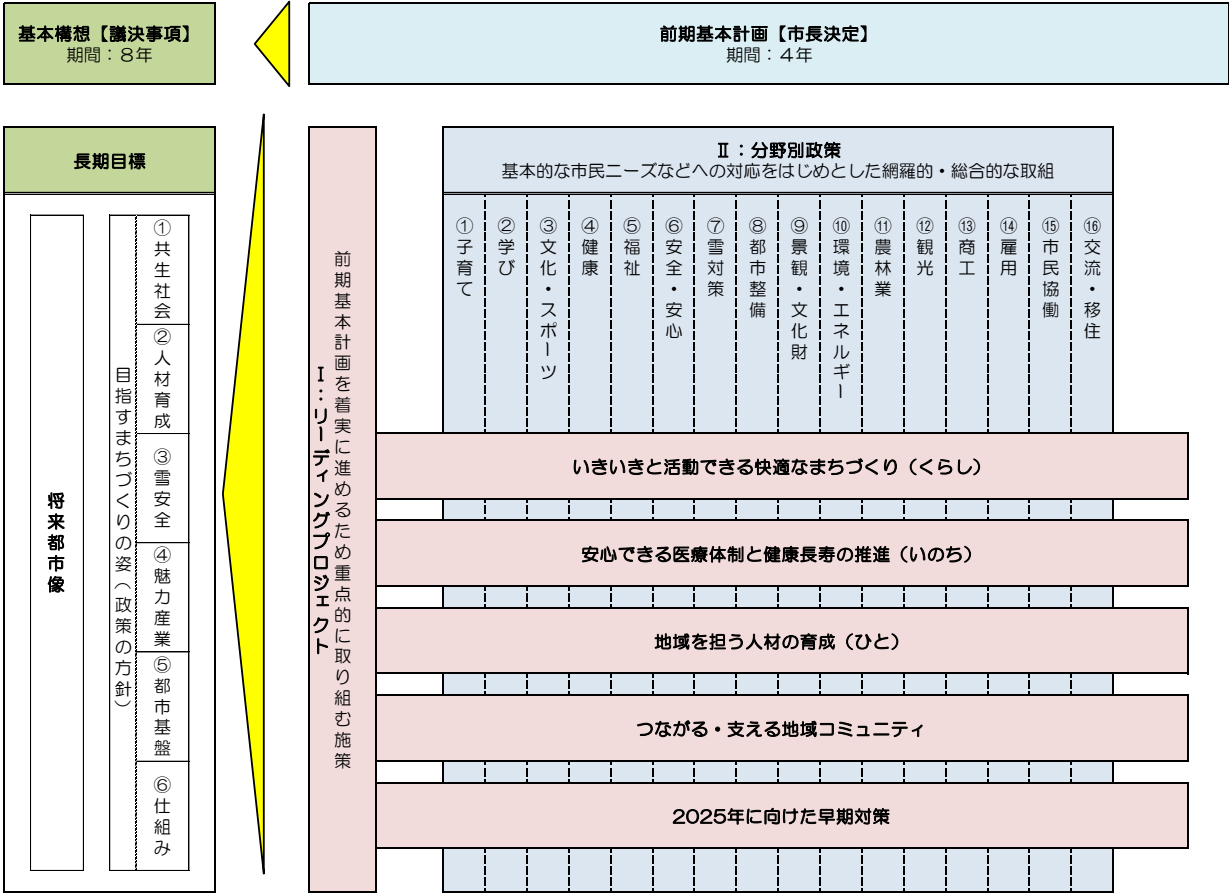 基本構想【議決事項】
期間：８年
前期基本計画【市長決定】
期間：４年
長期目標
将来都市像
目指すまちづくりの姿（政策の方針）
①共生社会
②人材育成
③雪安全
④魅力産業
⑤都市基盤
⑥仕組み
Ⅰ：リーディングプロジェクト
前期基本計画を着実に進めるため重点的に取り組む施策
Ⅱ：分野別政策
基本的な市民ニーズなどへの対応をはじめとした網羅的・総合的な取組
①子育て
②学び
③文化・スポーツ
④健康
⑤福祉
⑥安全・安心
⑦雪対策
⑧都市整備
⑨景観・文化財
⑩環境・エネルギー
⑪農林業
⑫観光
⑬商工
⑭雇用
⑮市民協働
⑯交流・移住
いきいきと活動できる快適なまちづくり（くらし）
安心できる医療体制と健康長寿の推進（いのち）
地域を担う人材の育成（ひと）
つながる・支える地域コミュニティ
2025年に向けた早期対策